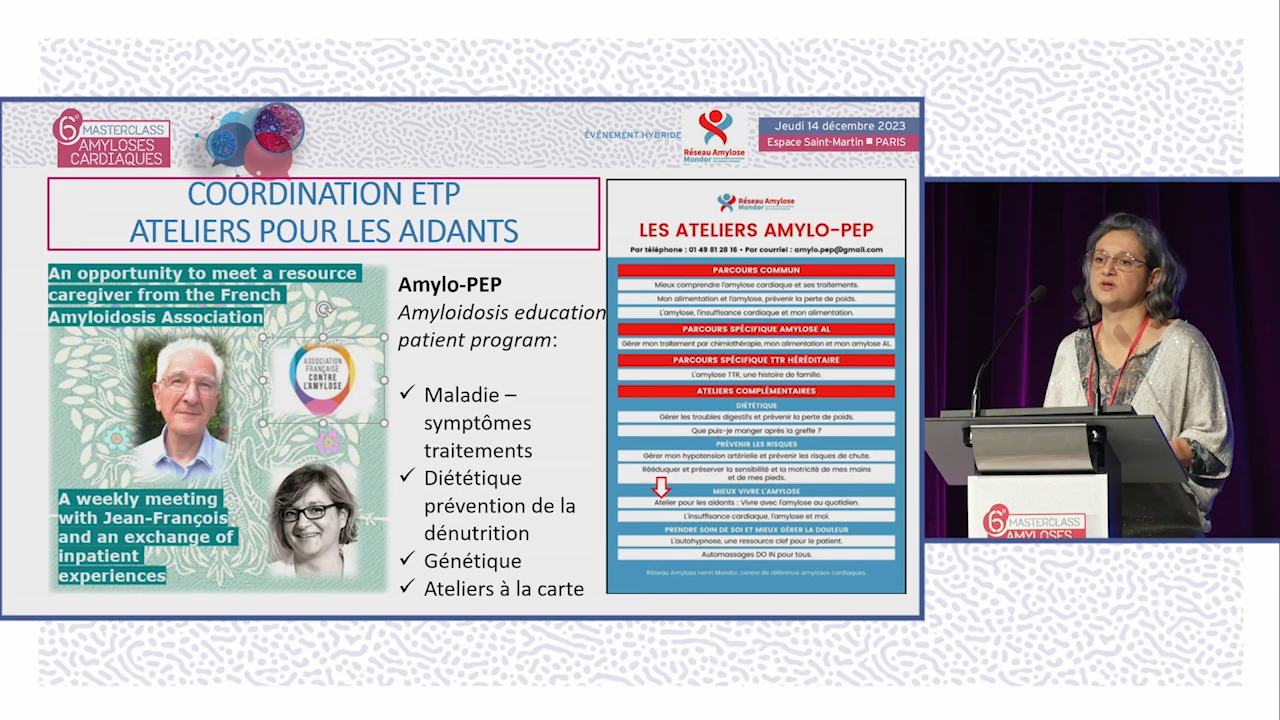 6e MASTERCLASS
AMYLOSES
CARDIAQUES
ÉVÉNEMENT HYBRIDE
Réseau Amylose
Mondor
Jeudi 14 décembre 2023
Espace Saint-Martin ■ PARIS
COORDINATION ETP
ATELIERS POUR LES AIDANTS
An opportunity to meet a resource
caregiver from the French
Amyloidosis Association
ASSOCIATION
FRANÇAISE
CONTRE
L'AMYLOSE
A weekly meeting
with Jean-François
and an exchange of
inpatient
experiences
Amylo-PEP
Amyloidosis education
patient program:
✓ Maladie –
symptômes
traitements
✓ Diététique
prévention de la
dénutrition
✓ Génétique
✓ Ateliers à la carte
Réseau Amylose
Mondor
LES ATELIERS AMYLO-PEP
Par téléphone : 01 49 81 28 16 • Par courriel : amylo.pep@gmail.com
PARCOURS COMMUN
Mieux comprendre l'amylose cardiaque et ses traitements.
Mon alimentation et l'amylose, prévenir la perte de poids.
L'amylose, l'insuffisance cardiaque et mon alimentation.
PARCOURS SPÉCIFIQUE AMYLOSE AL
Gérer mon traitement par chimiothérapie, mon alimentation et mon amylose AL.
PARCOURS SPÉCIFIQUE TTR HÉRÉDITAIRE
L'amylose TTR, une histoire de famille.
ATELIERS COMPLÉMENTAIRES
DIÉTÉTIQUE
Gérer les troubles digestifs et prévenir la perte de poids.
Que puis-je manger après la greffe ?
PRÉVENIR LES RISQUES
Gérer mon hypotension artérielle et prévenir les risques de chute.
Rééduquer et préserver la sensibilité et la motricité de mes mains
et de mes pieds.
MIEUX VIVRE L'AMYLOSE
Atelier pour les aidants : Vivre avec l'amylose au quotidien.
L'insuffisance cardiaque, l'amylose et moi.
PRENDRE SOIN DE SOI ET MIEUX GÉRER LA DOULEUR
L'autohypnose, une ressource clef pour le patient.
Automassages DO IN pour tous.
Réseau Amylose Henri Mondor, centre de référence amyloses cardiaques.
6e MASTERCLASS
AMYLOSES